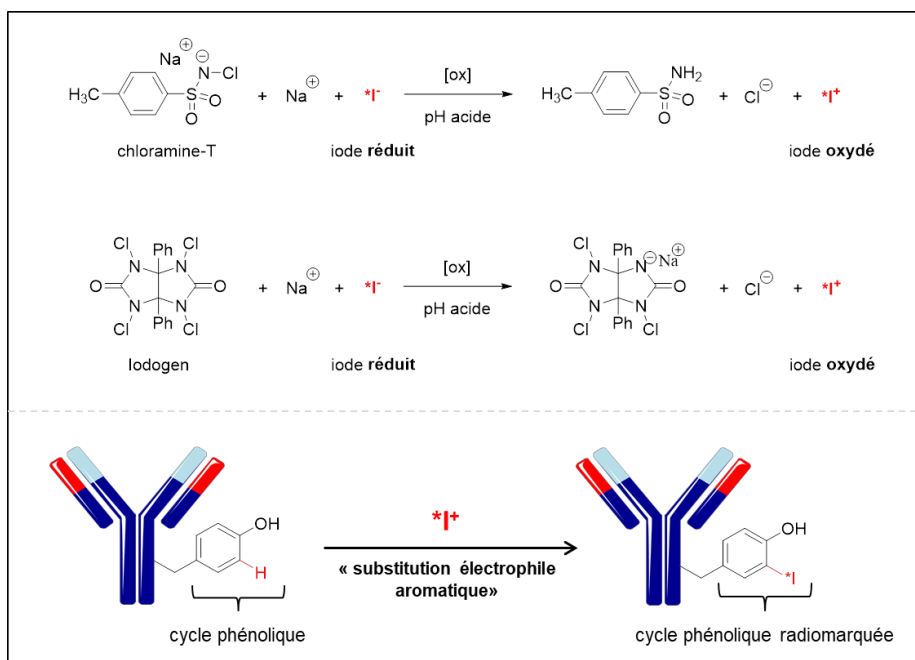 Na⊕ ⊖
N Cl
H₃C S O O + Na⊕ + *I⁻ [ox] NH₂ S O O + Cl⊖ + *I⁺
pH acide
chloramine-T iode réduit iode oxydé
Cl Ph Cl Cl Ph
N N O O N N + Na⊕ + *I⁻ [ox] N N⊖ Na⊕ O O N N + Cl⊖ + *I⁺
pH acide
Cl Ph Cl Cl Ph Cl
Iodogen iode réduit iode oxydé
OH *I⁺ OH
H « substitution électrophile *I
aromatique»
cycle phénolique cycle phénolique radiomarquée